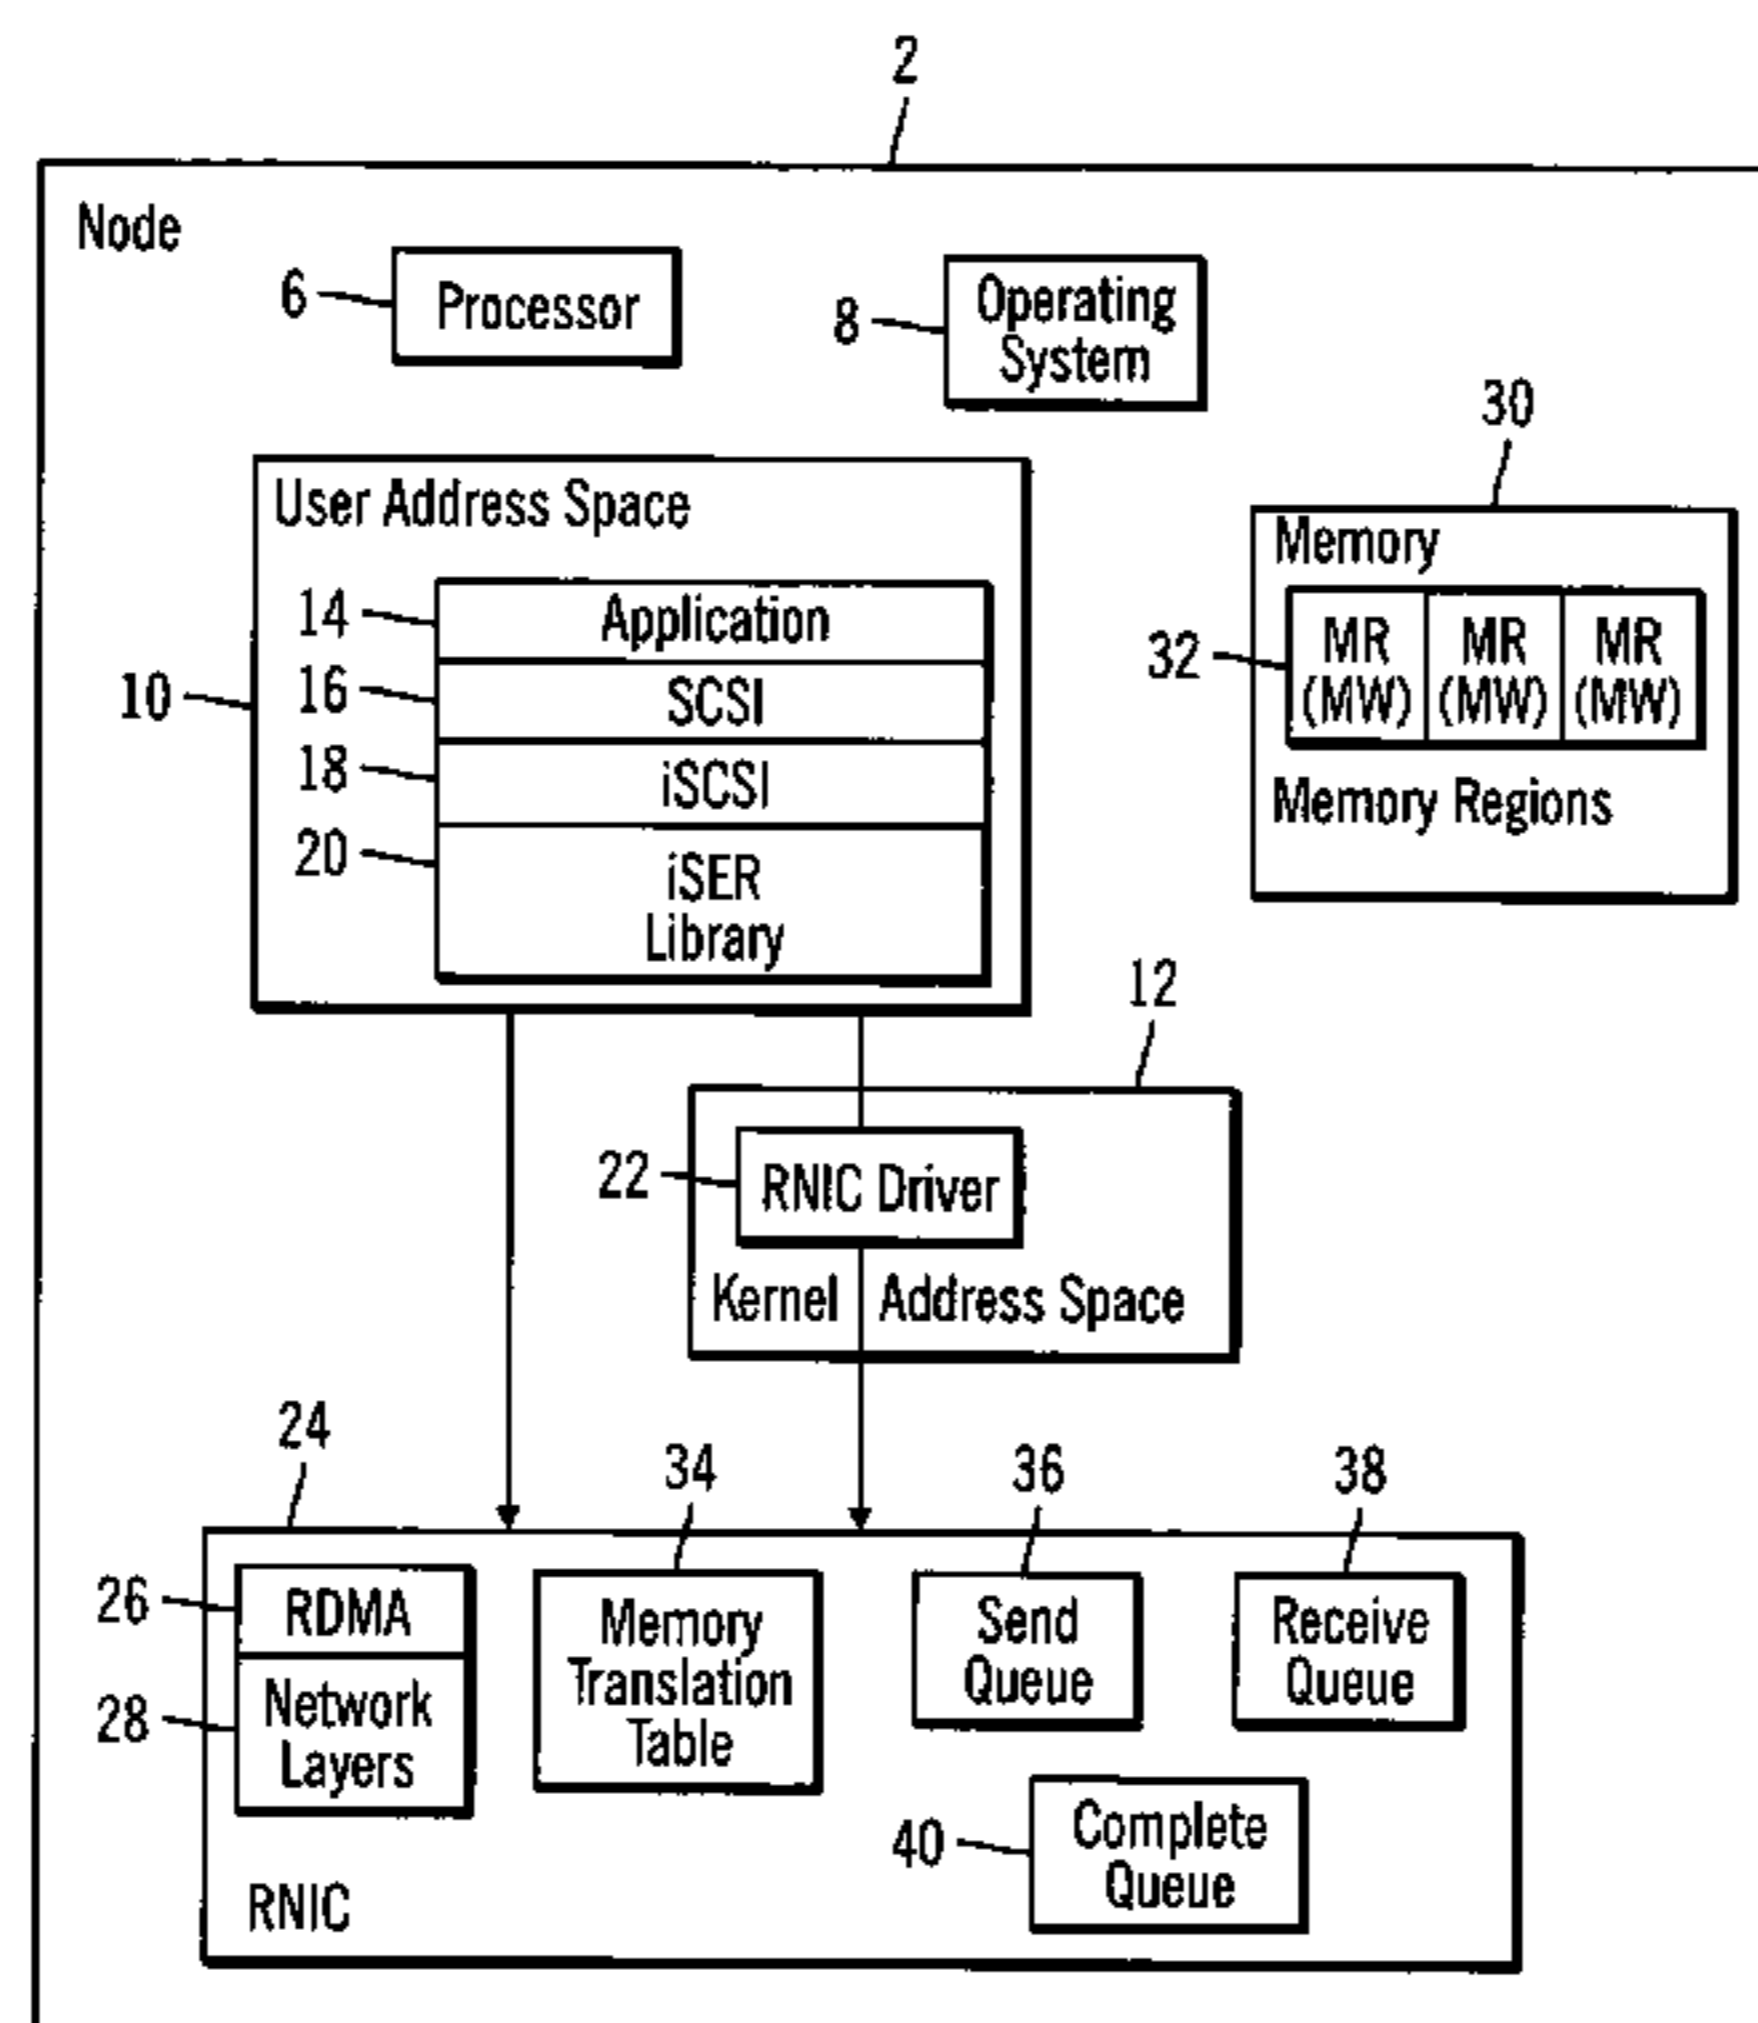 2
Node
6
Processor
8
Operating
System
30
User Address Space
Memory
14
Application
32
MR
(MW)
MR
(MW)
MR
(MW)
10
16
SCSI
18
iSCSI
Memory Regions
20
iSER
Library
12
22
RNIC Driver
Kernel Address Space
24
34
36
38
26
RDMA
Memory
Translation
Table
Send
Queue
Receive
Queue
28
Network
Layers
40
Complete
Queue
RNIC